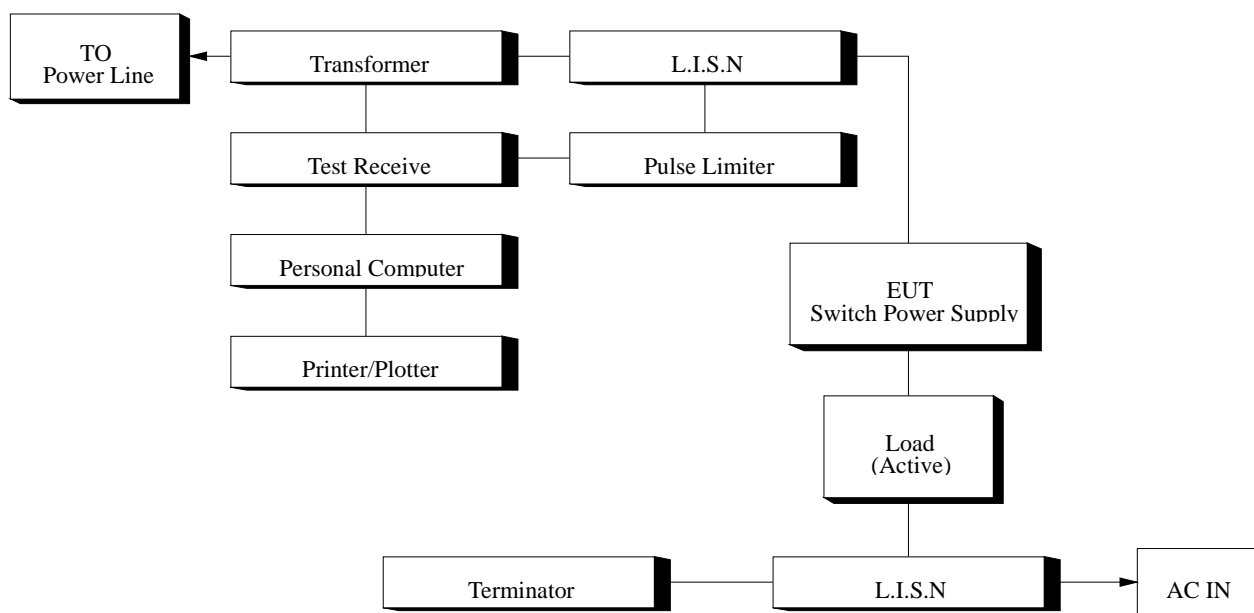 TO
Power Line
Transformer
L.I.S.N
Test Receive
Pulse Limiter
Personal Computer
EUT
Switch Power Supply
Printer/Plotter
Load
(Active)
Terminator
L.I.S.N
AC IN